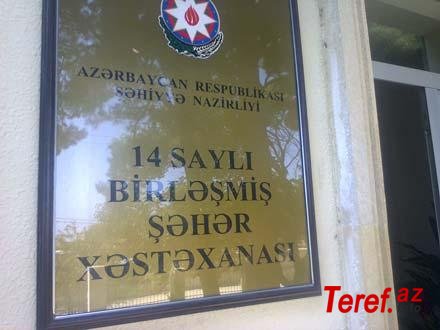 AZƏRBAYCAN RESPUBLİKASI
SƏHİYYƏ NAZİRLİYİ
14 SAYLI
BİRLƏŞMİŞ
ŞƏHƏR
XƏSTƏXANASI
Teref.az